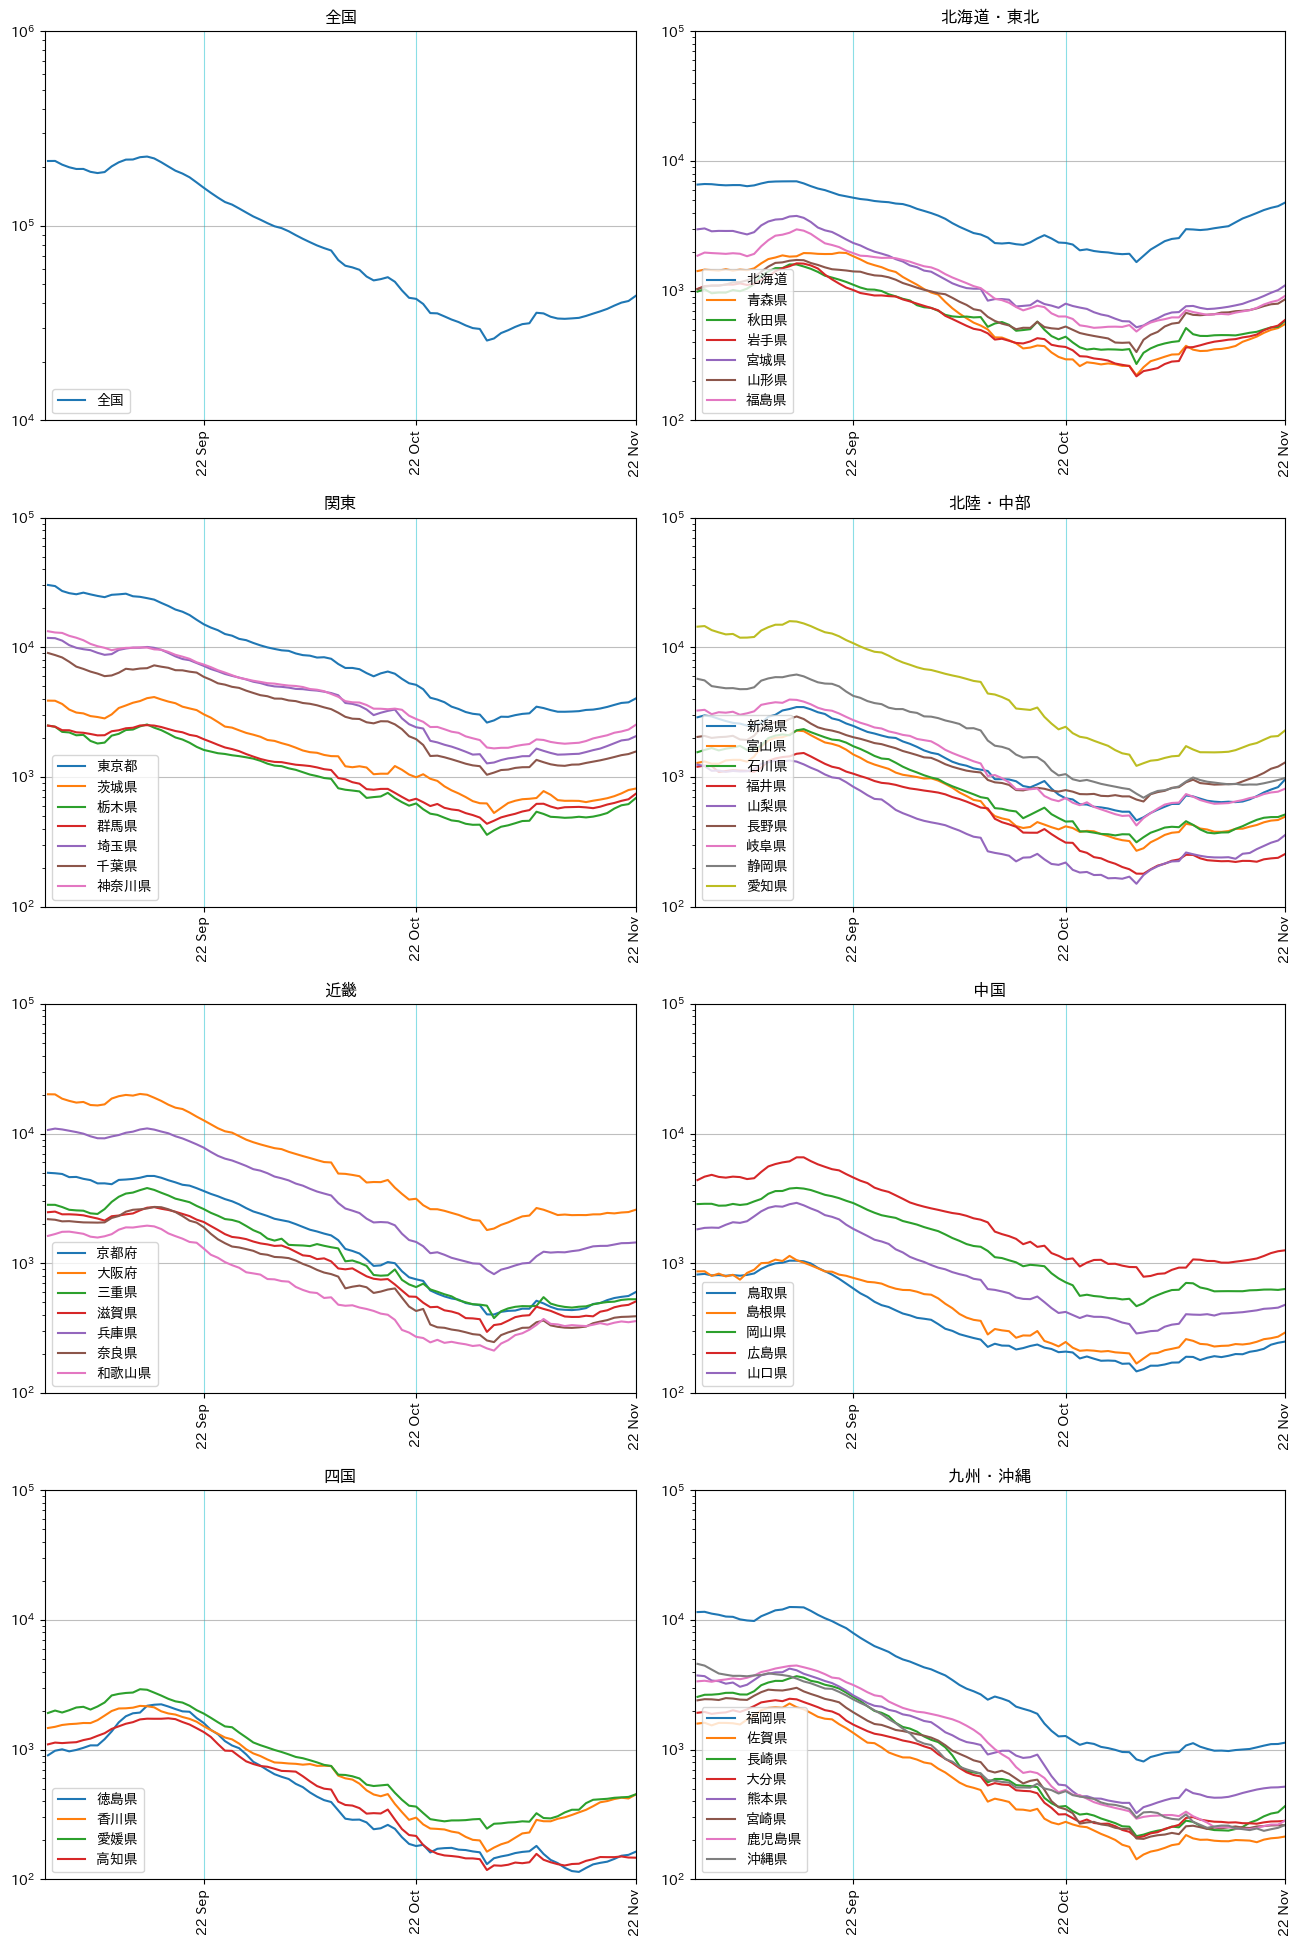 全国
10^6
10^5
10^4
全国
22 Sep
22 Oct
22 Nov
北海道・東北
10^5
10^4
10^3
10^2
北海道
青森県
秋田県
岩手県
宮城県
山形県
福島県
22 Sep
22 Oct
22 Nov
関東
10^5
10^4
10^3
10^2
東京都
茨城県
栃木県
群馬県
埼玉県
千葉県
神奈川県
22 Sep
22 Oct
22 Nov
北陸・中部
10^5
10^4
10^3
10^2
新潟県
富山県
石川県
福井県
山梨県
長野県
岐阜県
静岡県
愛知県
22 Sep
22 Oct
22 Nov
近畿
10^5
10^4
10^3
10^2
京都府
大阪府
三重県
滋賀県
兵庫県
奈良県
和歌山県
22 Sep
22 Oct
22 Nov
中国
10^5
10^4
10^3
10^2
鳥取県
島根県
岡山県
広島県
山口県
22 Sep
22 Oct
22 Nov
四国
10^5
10^4
10^3
10^2
徳島県
香川県
愛媛県
高知県
22 Sep
22 Oct
22 Nov
九州・沖縄
10^5
10^4
10^3
10^2
福岡県
佐賀県
長崎県
大分県
熊本県
宮崎県
鹿児島県
沖縄県
22 Sep
22 Oct
22 Nov